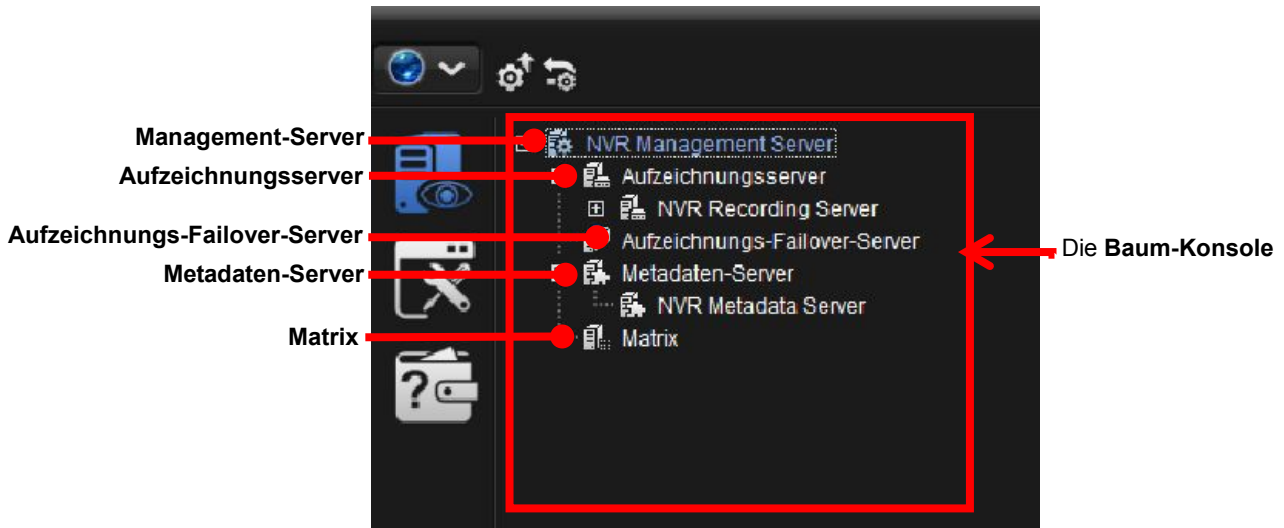 Management-Server
NVR Management Server
Aufzeichnungsserver
Aufzeichnungsserver
NVR Recording Server
Aufzeichnungs-Failover-Server
Aufzeichnungs-Failover-Server
Die Baum-Konsole
Metadaten-Server
Metadaten-Server
NVR Metadata Server
Matrix
Matrix
?